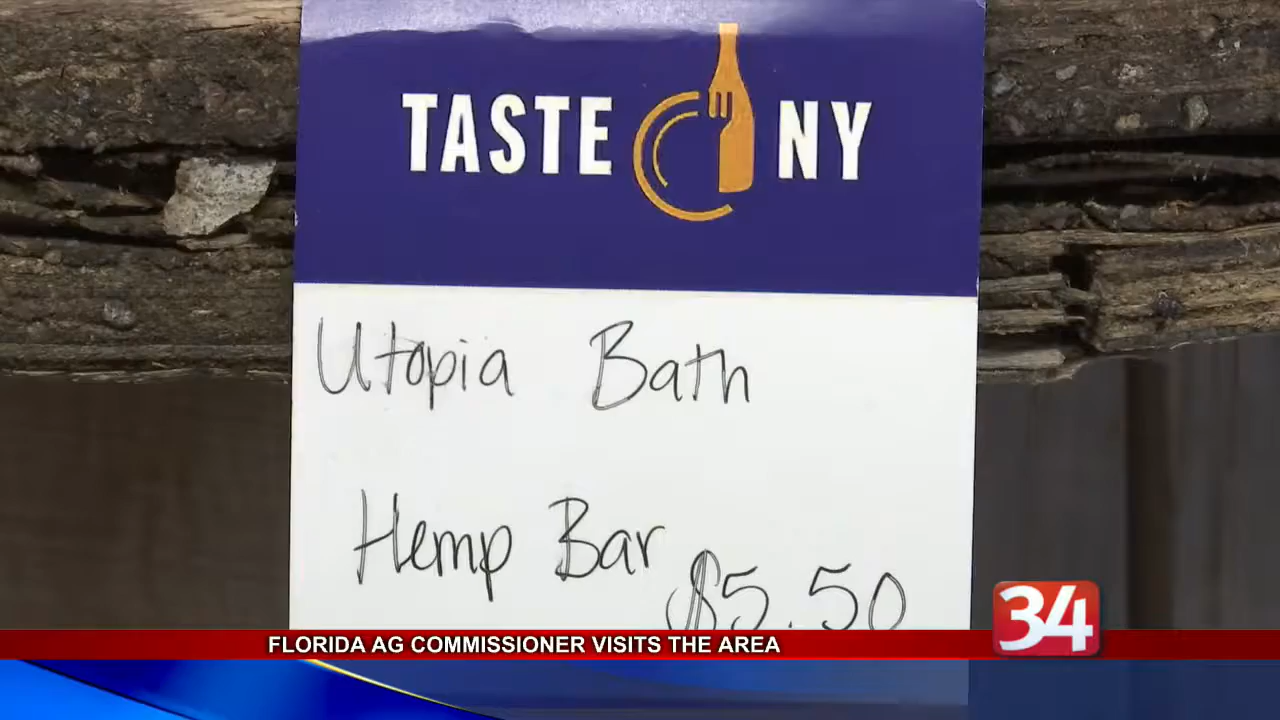 TASTE NY
Utopia Bath
Hemp Bar
$5.50
34
FLORIDA AG COMMISSIONER VISITS THE AREA